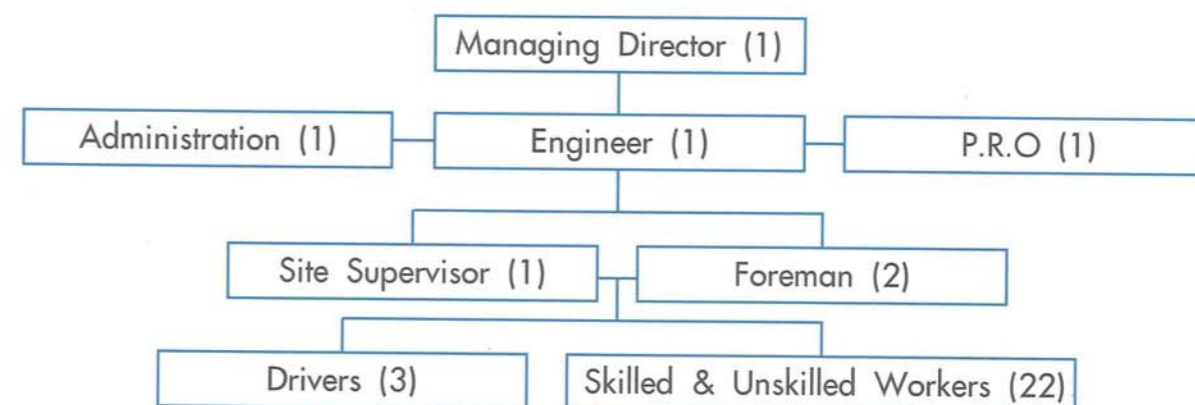 Managing Director (1)
Administration (1)
Engineer (1)
P.R.O (1)
Site Supervisor (1)
Foreman (2)
Drivers (3)
Skilled & Unskilled Workers (22)